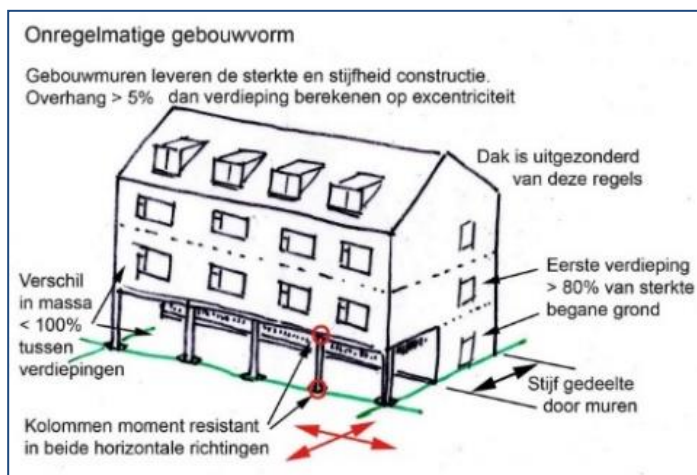 Onregelmatige gebouwvorm
Gebouwmuren leveren de sterkte en stijfheid constructie.
Overhang > 5% dan verdieping berekenen op excentriciteit
Dak is uitgezonderd
van deze regels
Verschil
in massa
< 100%
tussen
verdiepingen
Eerste verdieping
> 80% van sterkte
begane grond
Stijf gedeelte
door muren
Kolommen moment resistant
in beide horizontale richtingen